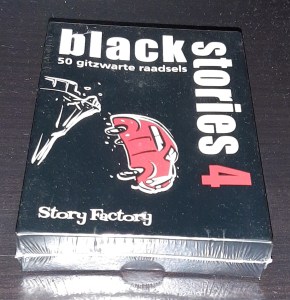 black
stories 4
50 gitzwarte raadsels
Story Factory